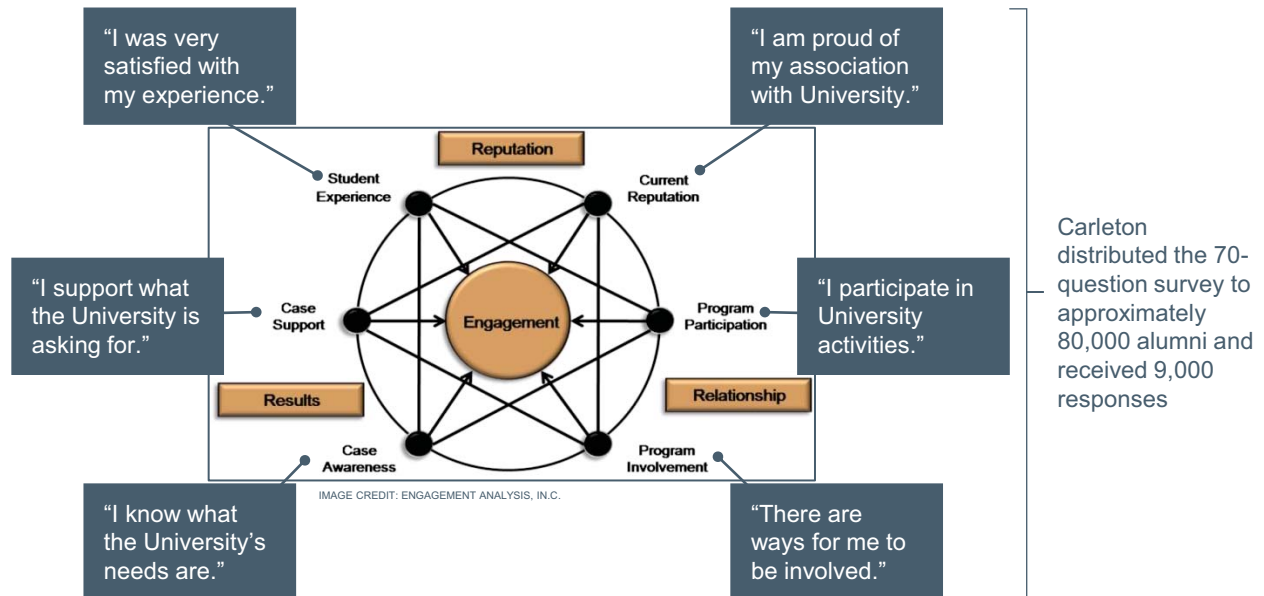 “I was very
satisfied with
my experience.”
“I am proud of
my association
with University.”
Reputation
Student
Experience
Current
Reputation
“I support what
the University is
asking for.”
Case
Support
Engagement
Program
Participation
“I participate in
University
activities.”
Results
Relationship
Case
Awareness
Program
Involvement
IMAGE CREDIT: ENGAGEMENT ANALYSIS, IN.C.
“I know what
the University’s
needs are.”
“There are
ways for me to
be involved.”
Carleton
distributed the 70-
question survey to
approximately
80,000 alumni and
received 9,000
responses